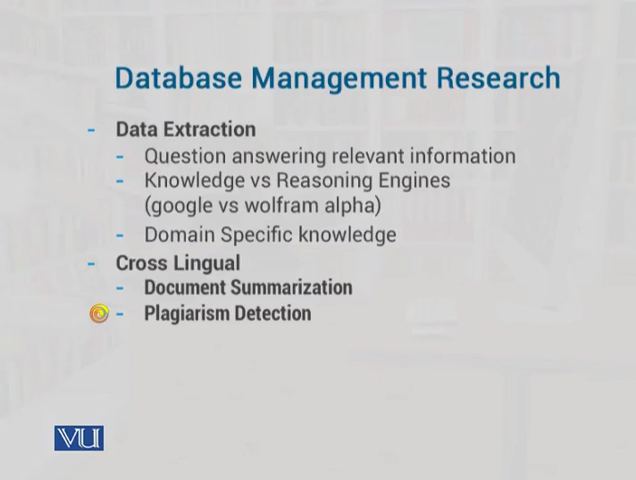 Database Management Research
- Data Extraction
- Question answering relevant information
- Knowledge vs Reasoning Engines
(google vs wolfram alpha)
- Domain Specific knowledge
- Cross Lingual
- Document Summarization
- Plagiarism Detection
VU